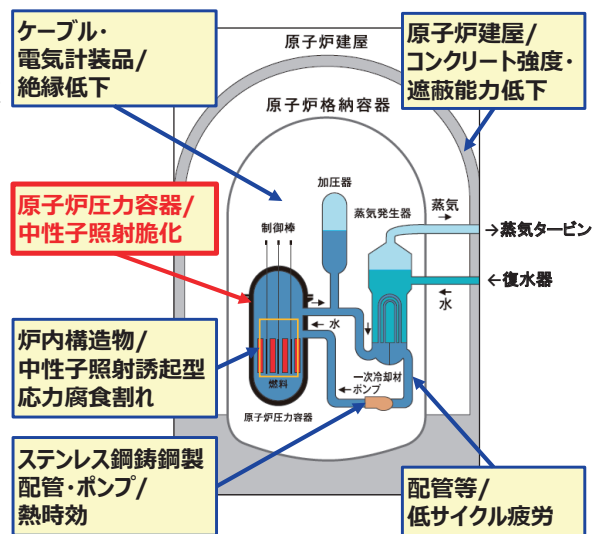 ケーブル・
電気計装品/
絶縁低下
原子炉建屋
原子炉建屋/
コンクリート強度・
遮蔽能力低下
原子炉格納容器
原子炉圧力容器/
中性子照射脆化
加圧器
蒸気発生器
蒸気
→
→蒸気タービン
制御棒
←復水器
←
水
→
← 水
↓
炉内構造物/
中性子照射誘起型
応力腐食割れ
燃料
原子炉圧力容器
一次冷却材
←ポンプ
ステンレス鋼鋳鋼製
配管・ポンプ/
熱時効
配管等/
低サイクル疲労